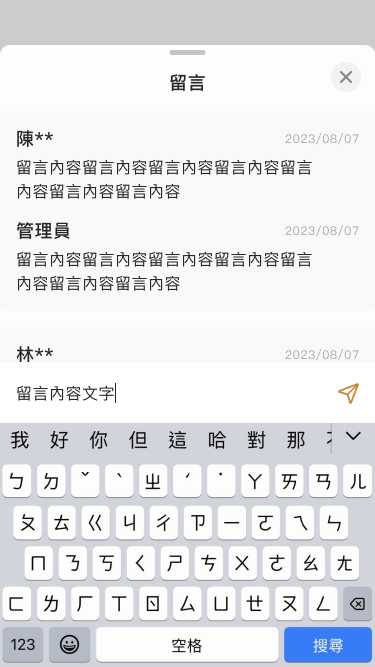 留言
陳** 2023/08/07
留言內容留言內容留言內容留言內容留言
內容留言內容留言內容
管理員 2023/08/07
留言內容留言內容留言內容留言內容留言
內容留言內容留言內容
林** 2023/08/07
留言內容文字
我 好 你 但 這 哈 對 那
ㄅ ㄉ ˇ ˋ ㄓ ˊ ˙ ㄚ ㄞ ㄢ ㄦ
ㄆ ㄊ ㄍ ㄐ ㄔ ㄗ ㄧ ㄛ ㄟ ㄣ
ㄇ ㄋ ㄎ ㄑ ㄕ ㄘ ㄨ ㄜ ㄠ ㄤ
ㄈ ㄌ ㄏ ㄒ ㄖ ㄙ ㄩ ㄝ ㄡ ㄥ
123 空格 搜尋